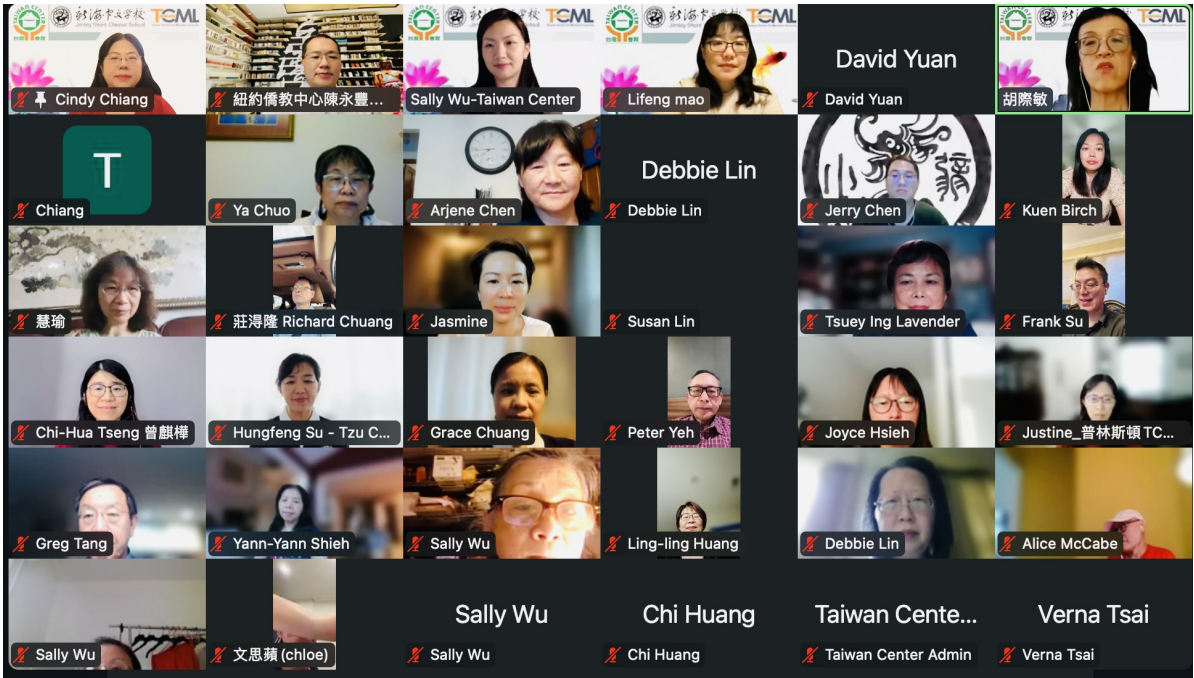 TCML
台灣會館
Cindy Chiang
紐約僑教中心陳永豐...
TCML
Sally Wu-Taiwan Center
TCML
Lifeng mao
David Yuan
David Yuan
TCML
胡際敏
T
Chiang
Ya Chuo
Arjene Chen
Debbie Lin
Debbie Lin
小
Jerry Chen
Kuen Birch
慧瑜
莊淂隆 Richard Chuang
Jasmine
Susan Lin
Tsuey Ing Lavender
Frank Su
Chi-Hua Tseng 曾麒樺
Hungfeng Su - Tzu C...
Grace Chuang
Peter Yeh
Joyce Hsieh
Justine_普林斯頓 TC...
Greg Tang
Yann-Yann Shieh
Sally Wu
Ling-ling Huang
Debbie Lin
Alice McCabe
Sally Wu
文思蘋 (chloe)
Sally Wu
Sally Wu
Chi Huang
Chi Huang
Taiwan Cente...
Taiwan Center Admin
Verna Tsai
Verna Tsai